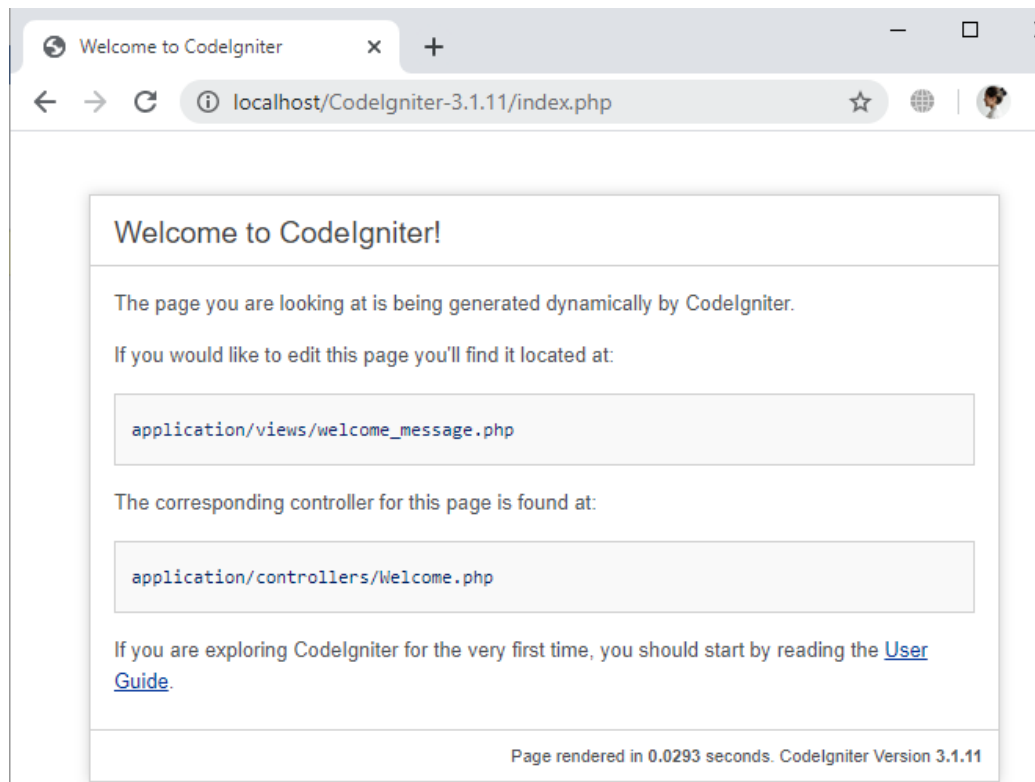 Welcome to CodeIgniter
localhost/CodeIgniter-3.1.11/index.php
Welcome to CodeIgniter!
The page you are looking at is being generated dynamically by CodeIgniter.
If you would like to edit this page you'll find it located at:
application/views/welcome_message.php
The corresponding controller for this page is found at:
application/controllers/Welcome.php
If you are exploring CodeIgniter for the very first time, you should start by reading the User
Guide.
Page rendered in 0.0293 seconds. CodeIgniter Version 3.1.11